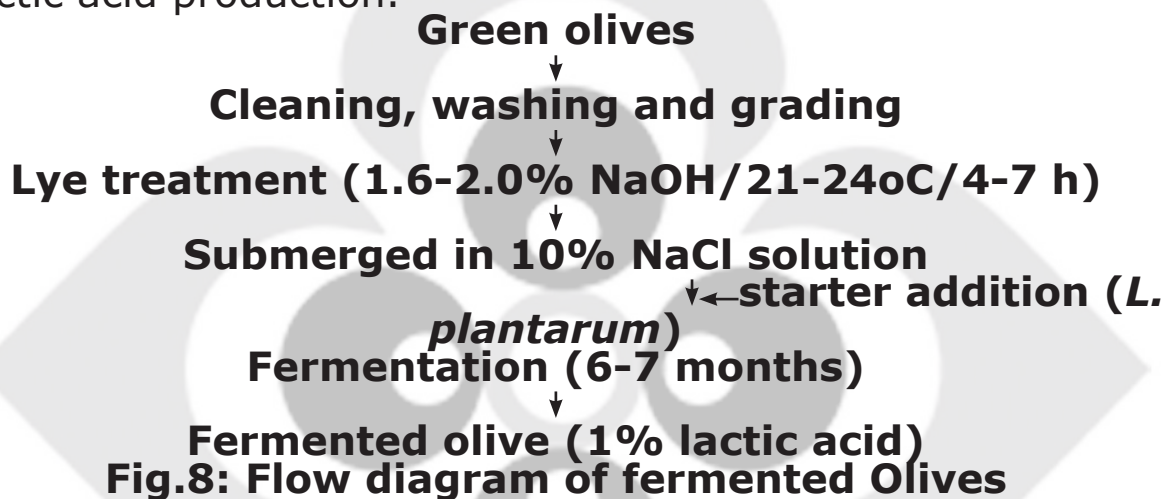 acid production.
Green olives
Cleaning, washing and grading
Lye treatment (1.6-2.0% NaOH/21-24oC/4-7 h)
Submerged in 10% NaCl solution
starter addition (L.
plantarum)
Fermentation (6-7 months)
Fermented olive (1% lactic acid)
Fig.8: Flow diagram of fermented Olives